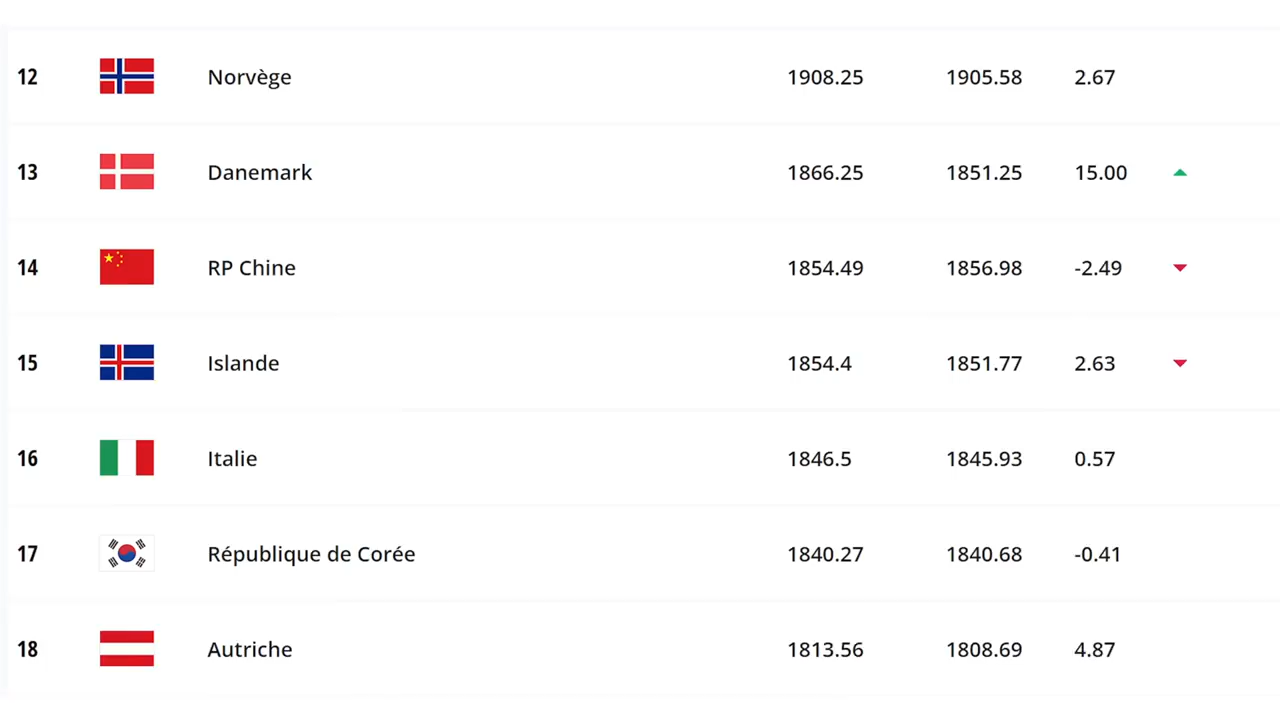 12 Norvège 1908.25 1905.58 2.67
13 Danemark 1866.25 1851.25 15.00
14 RP Chine 1854.49 1856.98 -2.49
15 Islande 1854.4 1851.77 2.63
16 Italie 1846.5 1845.93 0.57
17 République de Corée 1840.27 1840.68 -0.41
18 Autriche 1813.56 1808.69 4.87